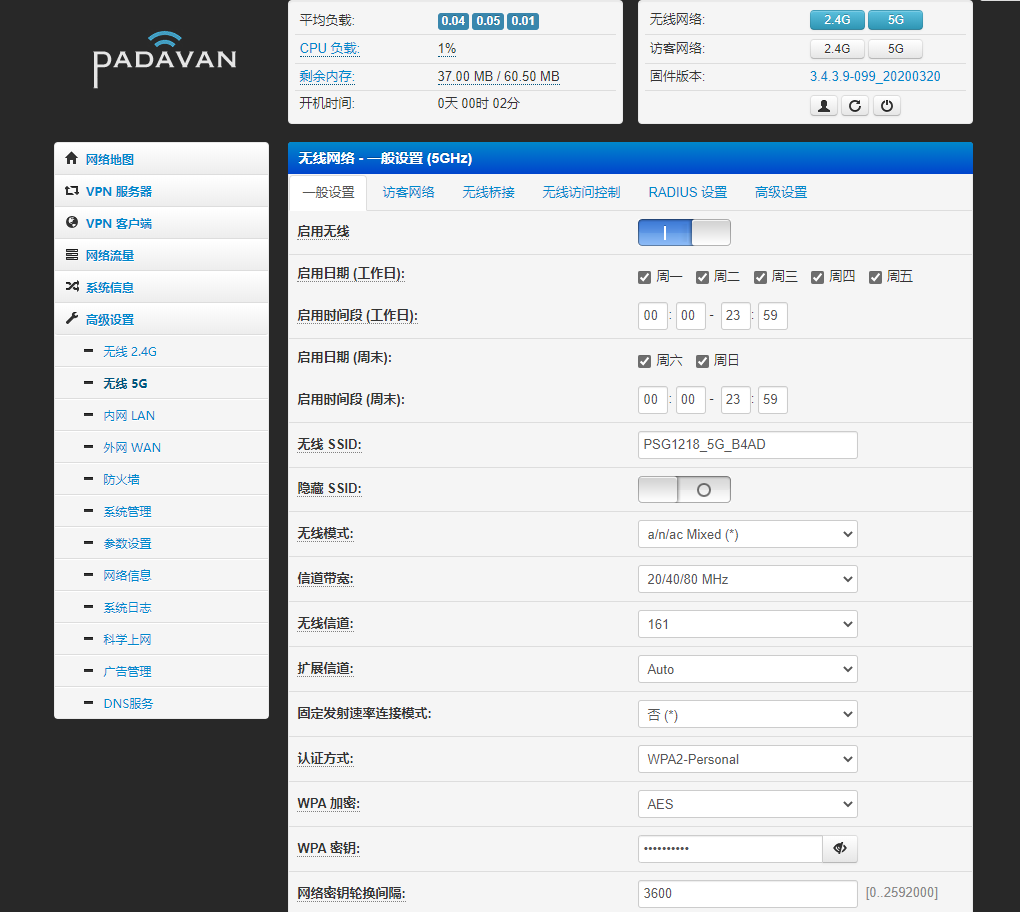 PADAVAN
平均负载: 0.04 0.05 0.01
CPU 负载: 1%
剩余内存: 37.00 MB / 60.50 MB
开机时间: 0天 00时 02分
无线网络: 2.4G 5G
访客网络: 2.4G 5G
固件版本: 3.4.3.9-099_20200320
网络地图
VPN 服务器
VPN 客户端
网络流量
系统信息
高级设置
无线 2.4G
无线 5G
内网 LAN
外网 WAN
防火墙
系统管理
参数设置
网络信息
系统日志
科学上网
广告管理
DNS服务
无线网络 - 一般设置 (5GHz)
一般设置 访客网络 无线桥接 无线访问控制 RADIUS 设置 高级设置
启用无线
启用日期 (工作日): 周一 周二 周三 周四 周五
启用时间段 (工作日): 00 : 00 - 23 : 59
启用日期 (周末): 周六 周日
启用时间段 (周末): 00 : 00 - 23 : 59
无线 SSID: PSG1218_5G_B4AD
隐藏 SSID:
无线模式: a/n/ac Mixed (*)
信道带宽: 20/40/80 MHz
无线信道: 161
扩展信道: Auto
固定发射速率连接模式: 否 (*)
认证方式: WPA2-Personal
WPA 加密: AES
WPA 密钥: ••••••••••
网络密钥轮换间隔: 3600 [0..2592000]